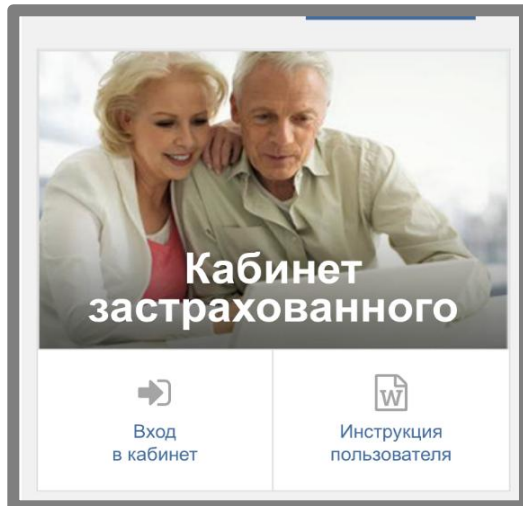 Кабинет
застрахованного
Вход
в кабинет
W
Инструкция
пользователя